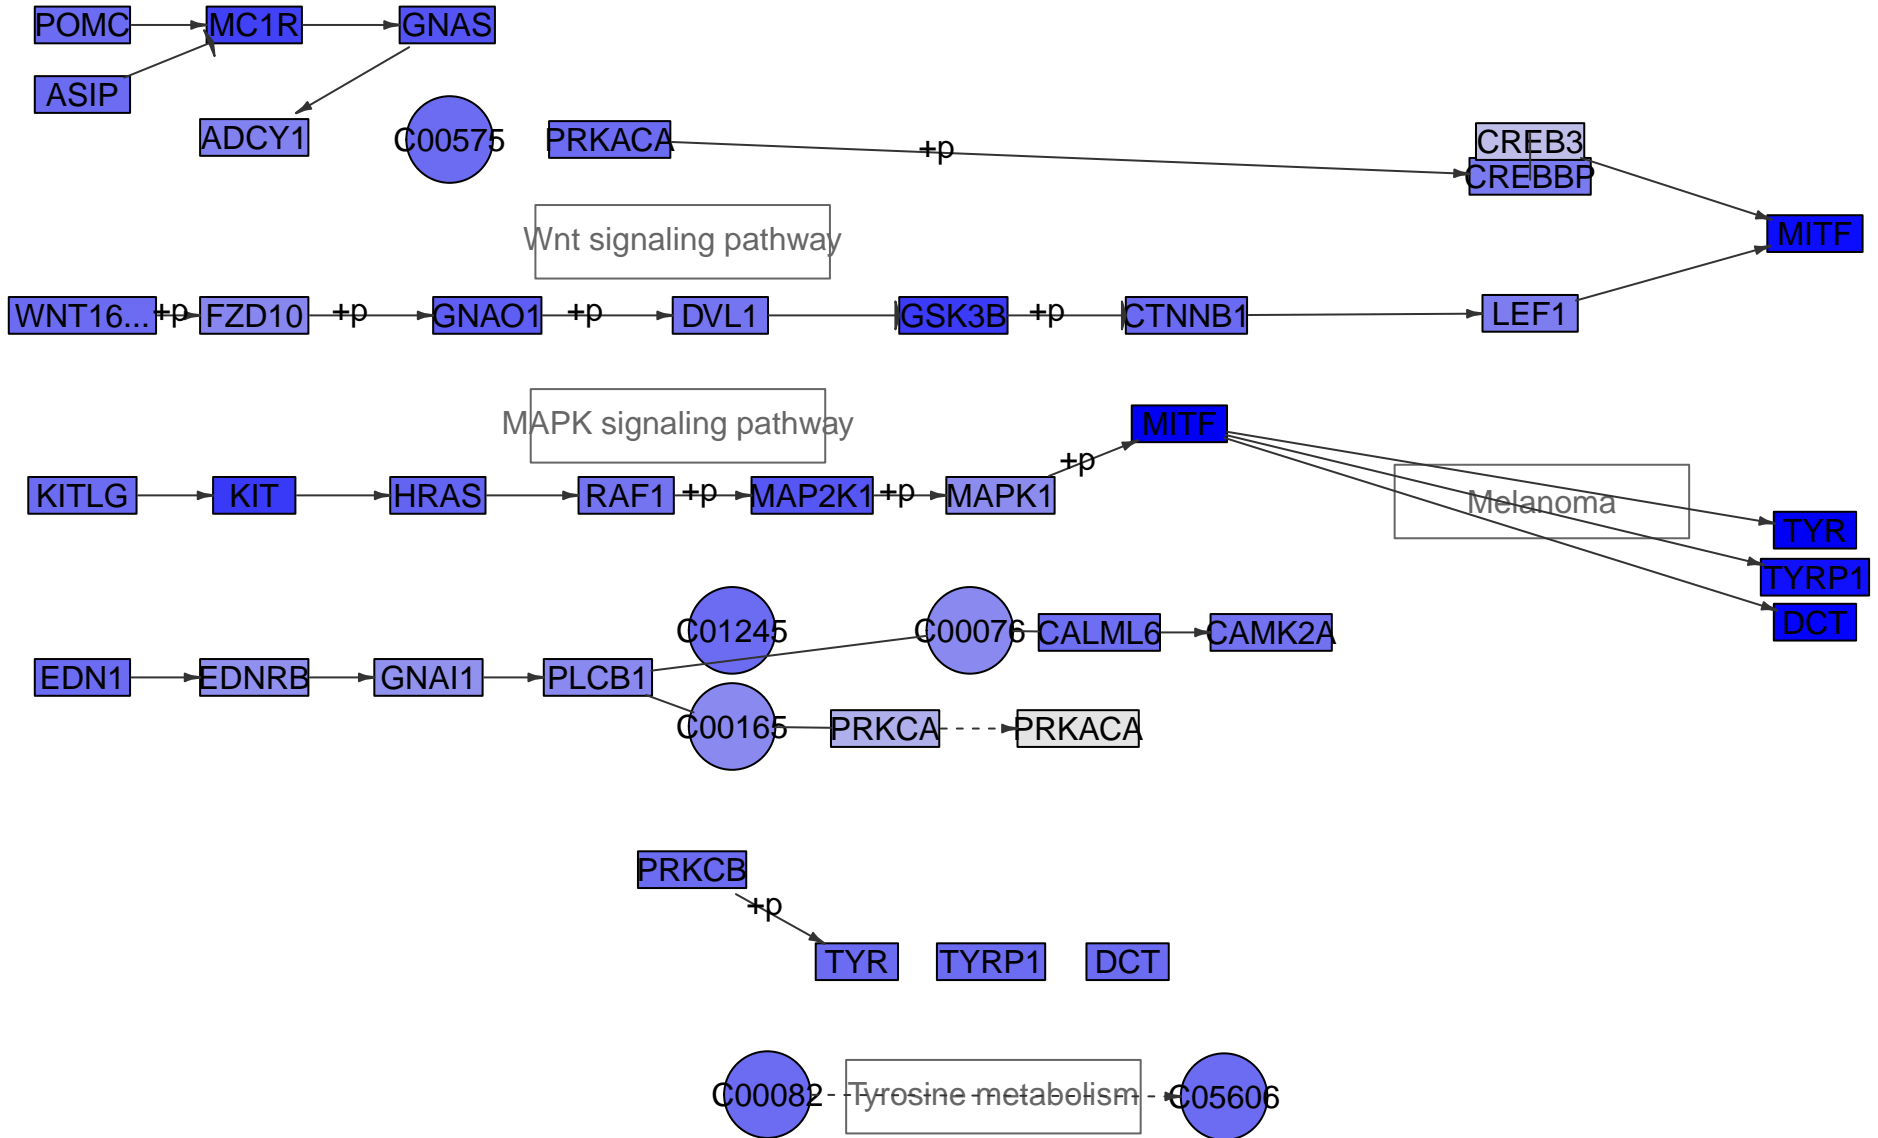 POMC
MC1R
GNAS
ASIP
ADCY1
C00575
PRKACA
+p
CREB3
CREBBP
Wnt signaling pathway
MITF
WNT16...
+p
FZD10
+p
GNAO1
+p
DVL1
GSK3B
+p
CTNNB1
LEF1
MAPK signaling pathway
MITF
+p
KITLG
KIT
HRAS
RAF1
+p
MAP2K1
+p
MAPK1
Melanoma
TYR
TYRP1
DCT
C01245
C00076
CALML6
CAMK2A
EDN1
EDNRB
GNAI1
PLCB1
C00165
PRKCA
PRKACA
PRKCB
+p
TYR
TYRP1
DCT
C00082
Tyrosine metabolism
C05606